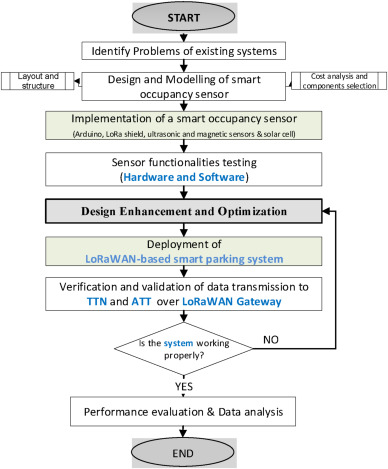 START
Identify Problems of existing systems
Layout and
structure
Design and Modelling of smart
occupancy sensor
Cost analysis and
components selection
Implementation of a smart occupancy sensor
(Arduino, LoRa shield, ultrasonic and magnetic sensors & solar cell)
Sensor functionalities testing
(Hardware and Software)
Design Enhancement and Optimization
Deployment of
LoRaWAN-based smart parking system
Verification and validation of data transmission to
TTN and ATT over LoRaWAN Gateway
Is the system working
properly?
NO
YES
Performance evaluation & Data analysis
END